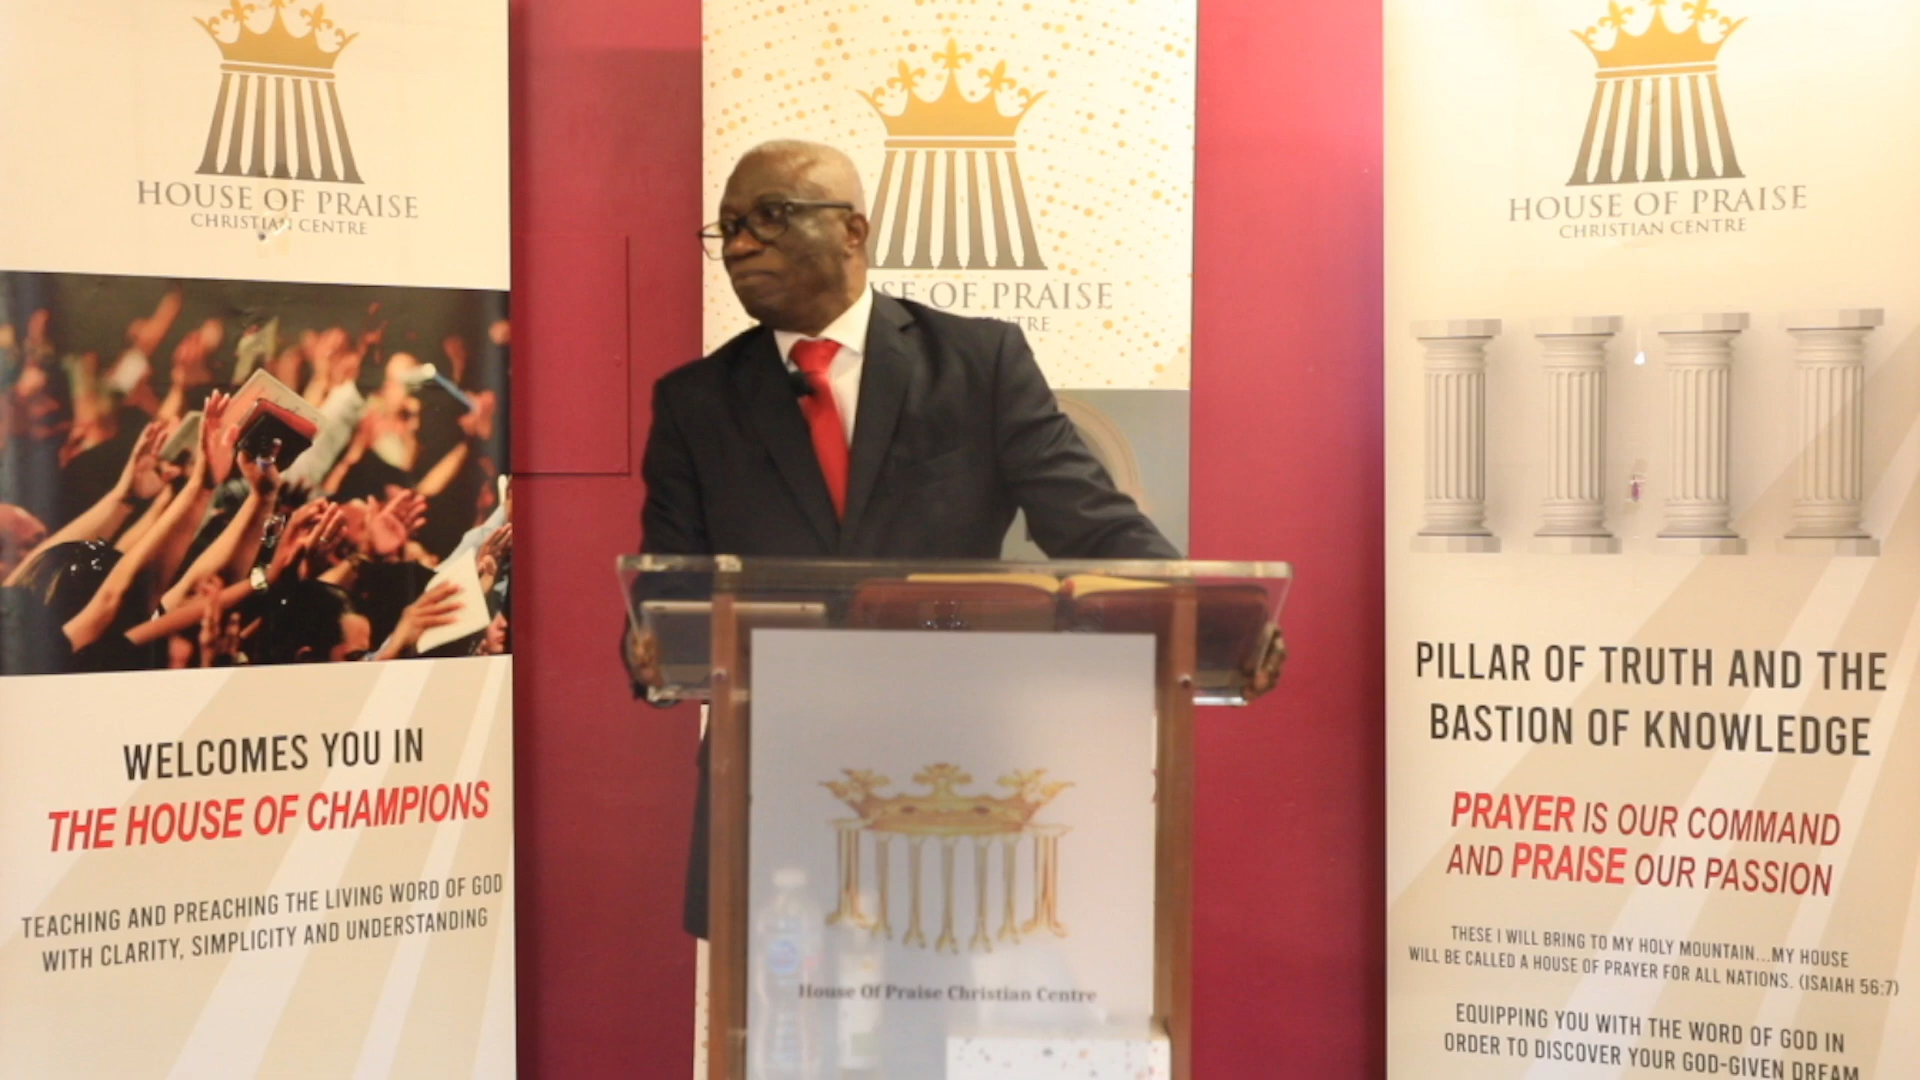 HOUSE OF PRAISE
CHRISTIAN CENTRE
WELCOMES YOU IN
THE HOUSE OF CHAMPIONS
TEACHING AND PREACHING THE LIVING WORD OF GOD
WITH CLARITY, SIMPLICITY AND UNDERSTANDING
OF PRAISE
House Of Praise Christian Centre
HOUSE OF PRAISE
CHRISTIAN CENTRE
PILLAR OF TRUTH AND THE
BASTION OF KNOWLEDGE
PRAYER IS OUR COMMAND
AND PRAISE OUR PASSION
THESE I WILL BRING TO MY HOLY MOUNTAIN...MY HOUSE
WILL BE CALLED A HOUSE OF PRAYER FOR ALL NATIONS. (ISAIAH 56:7)
EQUIPPING YOU WITH THE WORD OF GOD IN
ORDER TO DISCOVER YOUR GOD-GIVEN DREAM